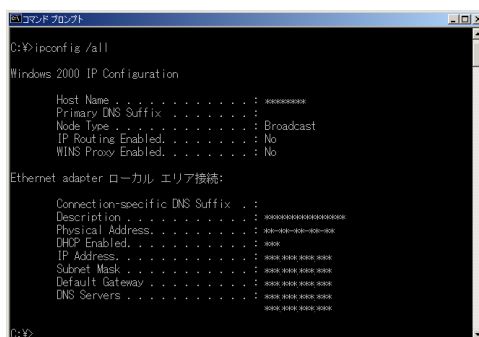 コマンド プロンプト
C:¥>ipconfig /all
Windows 2000 IP Configuration
Host Name . . . . . . . . . . . . : ********
Primary DNS Suffix . . . . . . . :
Node Type . . . . . . . . . . . . : Broadcast
IP Routing Enabled. . . . . . . . : No
WINS Proxy Enabled. . . . . . . . : No
Ethernet adapter ローカル エリア接続:
Connection-specific DNS Suffix . :
Description . . . . . . . . . . . : ****************
Physical Address. . . . . . . . . : **-**-**-**-**
DHCP Enabled. . . . . . . . . . . : ***
IP Address. . . . . . . . . . . . : ***.***.***.***
Subnet Mask . . . . . . . . . . . : ***.***.***.***
Default Gateway . . . . . . . . . : ***.***.***.***
DNS Servers . . . . . . . . . . . : ***.***.***.***
***.***.***.***
C:¥>